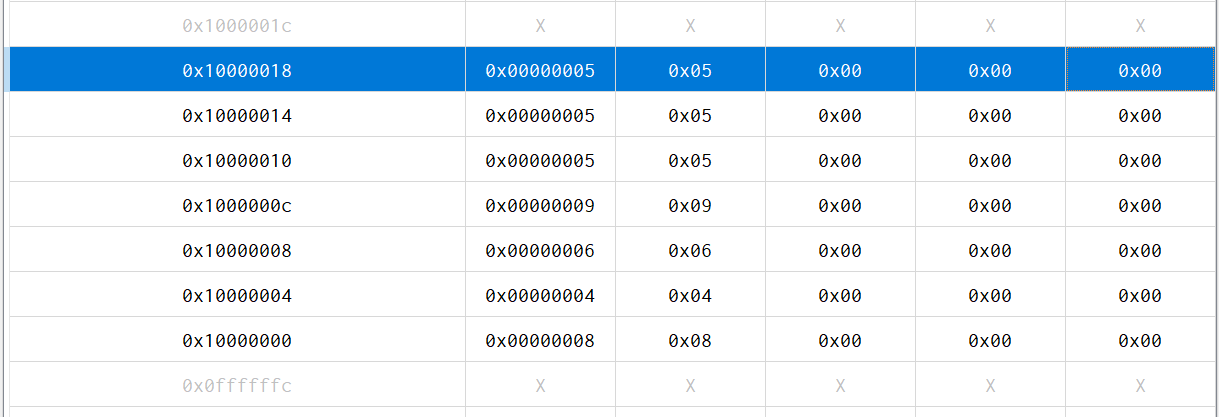 0x1000001c X X X X X
0x10000018 0x00000005 0x05 0x00 0x00 0x00
0x10000014 0x00000005 0x05 0x00 0x00 0x00
0x10000010 0x00000005 0x05 0x00 0x00 0x00
0x1000000c 0x00000009 0x09 0x00 0x00 0x00
0x10000008 0x00000006 0x06 0x00 0x00 0x00
0x10000004 0x00000004 0x04 0x00 0x00 0x00
0x10000000 0x00000008 0x08 0x00 0x00 0x00
0x0ffffffc X X X X X